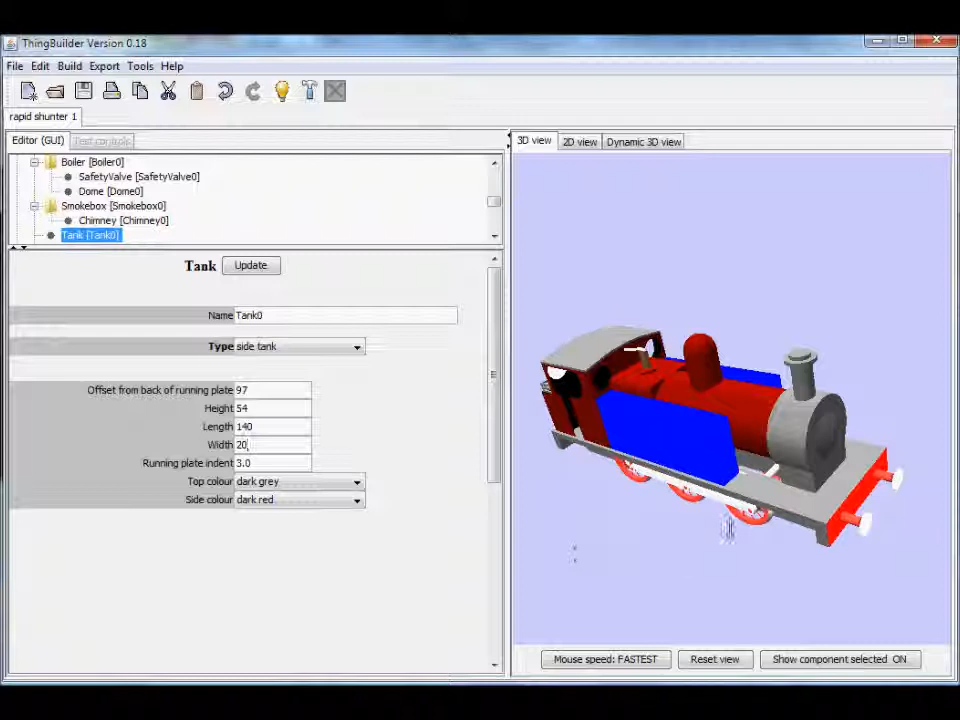 ThingBuilder Version 0.18
File Edit Build Export Tools Help
rapid shunter 1
Editor (GUI) Test controls
3D view 2D view Dynamic 3D view
Boiler [Boiler0]
SafetyValve [SafetyValve0]
Dome [Dome0]
Smokebox [Smokebox0]
Chimney [Chimney0]
Tank [Tank0]
Tank Update
Name Tank0
Type side tank
Offset from back of running plate 97
Height 54
Length 140
Width 20
Running plate indent 3.0
Top colour dark grey
Side colour dark red
Mouse speed: FASTEST Reset view Show component selected ON